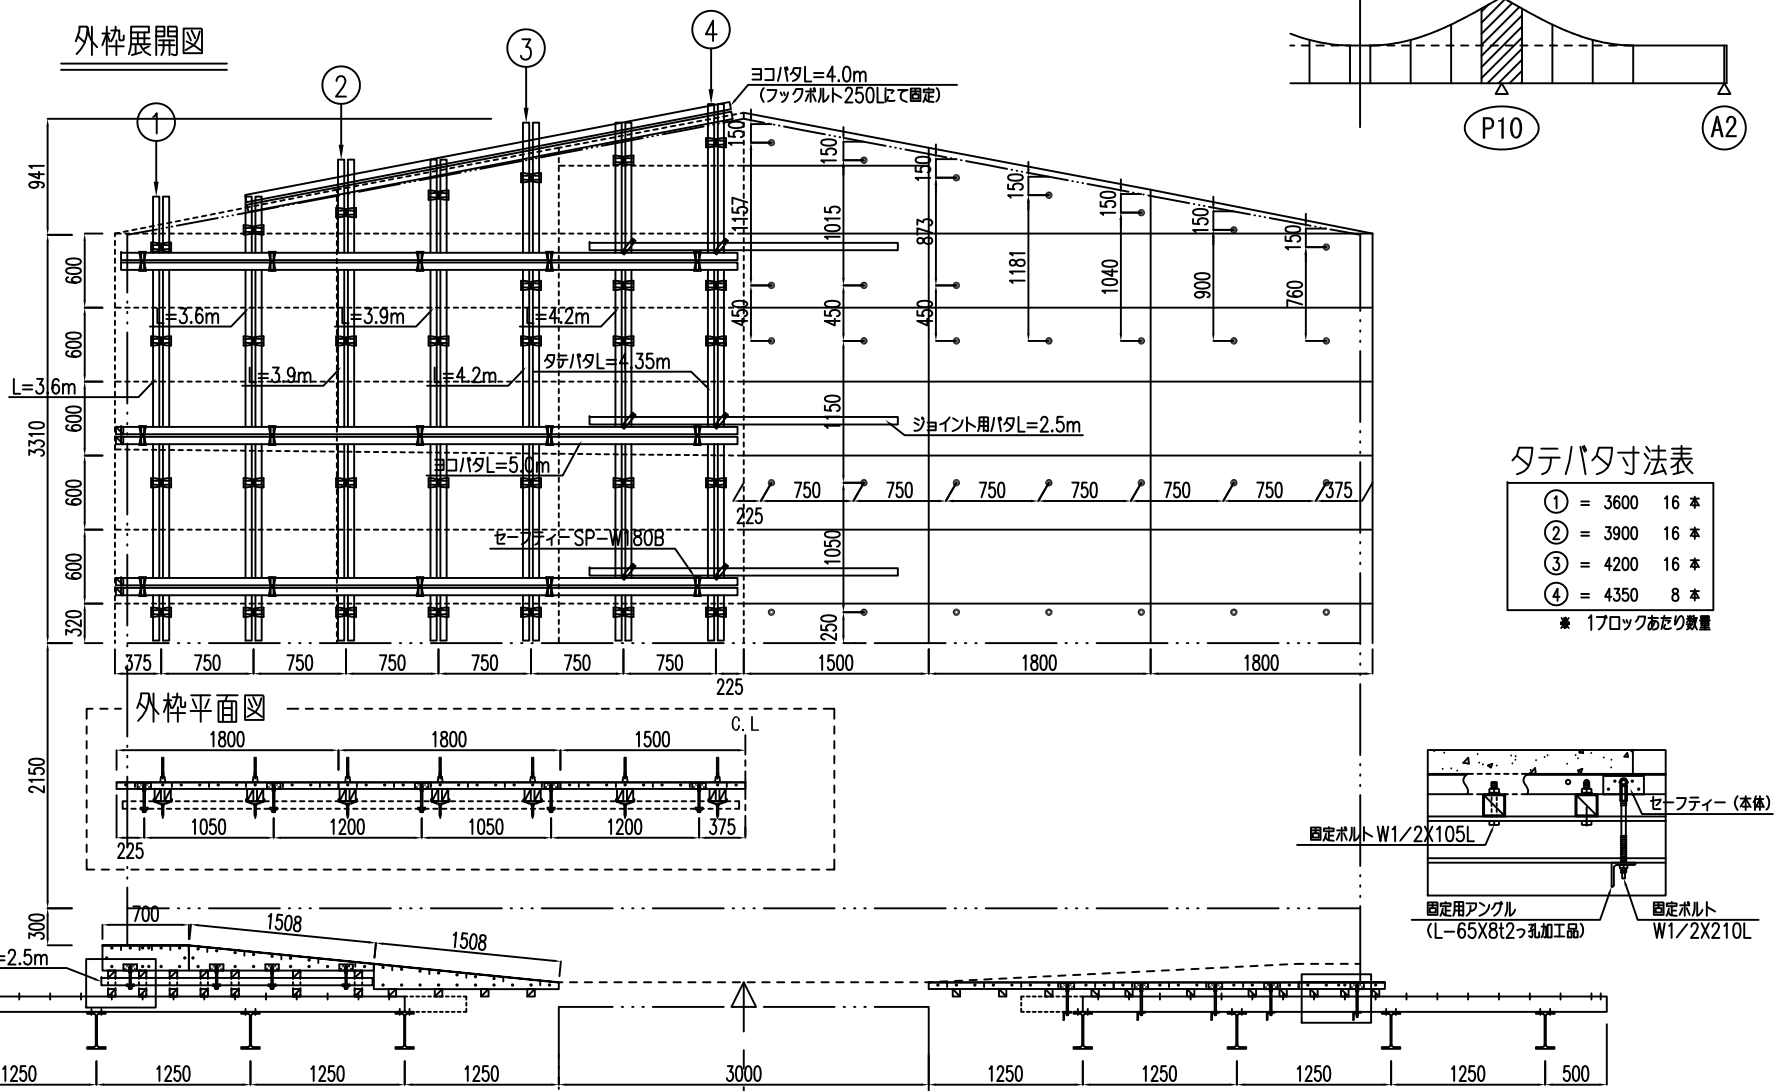 外枠展開図
①
②
③
④
ヨコバタL=4.0m
(フックボルト250Lにて固定)
P10
A2
941
3310
2150
300
600
600
600
600
600
320
150
150
150
150
150
150
150
1157
1015
873
1181
1040
900
760
450
450
450
1150
1050
250
L=3.6m
L=3.9m
L=4.2m
L=3.6m
L=3.9m
L=4.2m
タテバタL=4.35m
ジョイント用バタL=2.5m
ヨコバタL=5.0m
セーフティーSP-W180B
750
750
750
750
750
750
375
225
375
750
750
750
750
750
750
225
1500
1800
1800
タテバタ寸法表
① = 3600 16 本
② = 3900 16 本
③ = 4200 16 本
④ = 4350 8 本
※ 1ブロックあたり数量
外枠平面図
C.L
1800
1800
1500
225
1050
1200
1050
1200
375
セーフティー(本体)
固定ボルトW1/2X105L
固定用アングル
(L-65X8t2っ孔加工品)
固定ボルト
W1/2X210L
700
1508
1508
=2.5m
1250
1250
1250
1250
3000
1250
1250
1250
1250
500